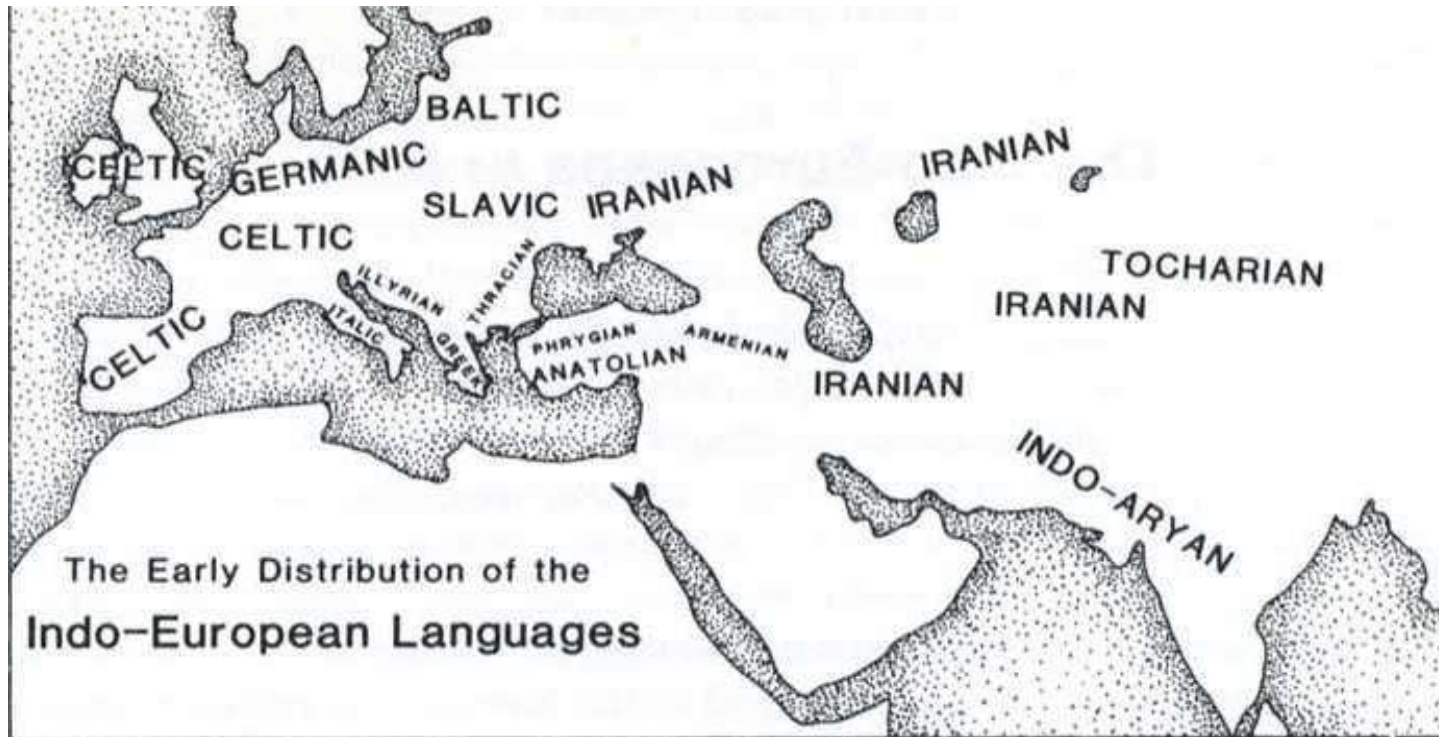 BALTIC
CELTIC
GERMANIC
IRANIAN
SLAVIC
IRANIAN
CELTIC
ILLYRIAN
THRACIAN
TOCHARIAN
IRANIAN
CELTIC
ITALIC
GREEK
PHRYGIAN
ARMENIAN
ANATOLIAN
IRANIAN
INDO-ARYAN
The Early Distribution of the
Indo-European Languages